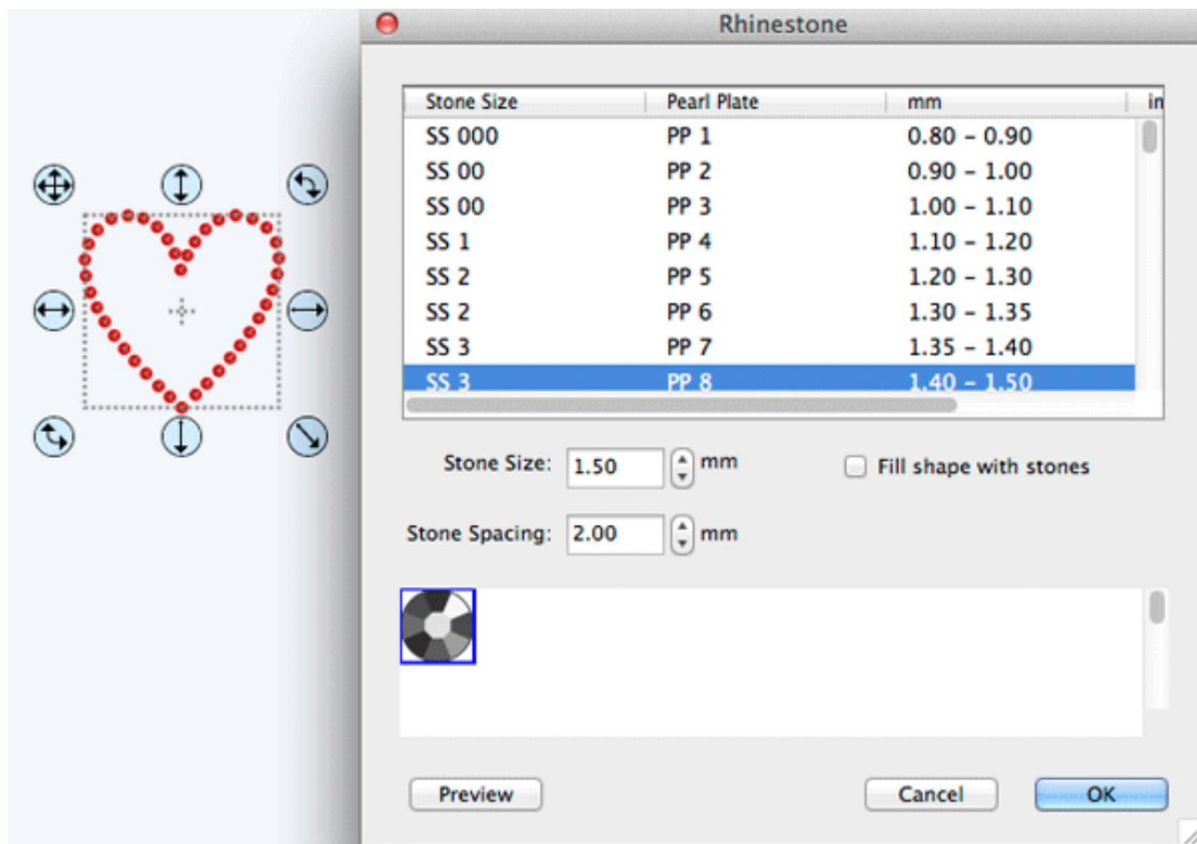 Rhinestone
Stone Size Pearl Plate mm in
SS 000 PP 1 0.80 – 0.90
SS 00 PP 2 0.90 – 1.00
SS 00 PP 3 1.00 – 1.10
SS 1 PP 4 1.10 – 1.20
SS 2 PP 5 1.20 – 1.30
SS 2 PP 6 1.30 – 1.35
SS 3 PP 7 1.35 – 1.40
SS 3 PP 8 1.40 – 1.50
Stone Size: 1.50 mm Fill shape with stones
Stone Spacing: 2.00 mm
Preview Cancel OK